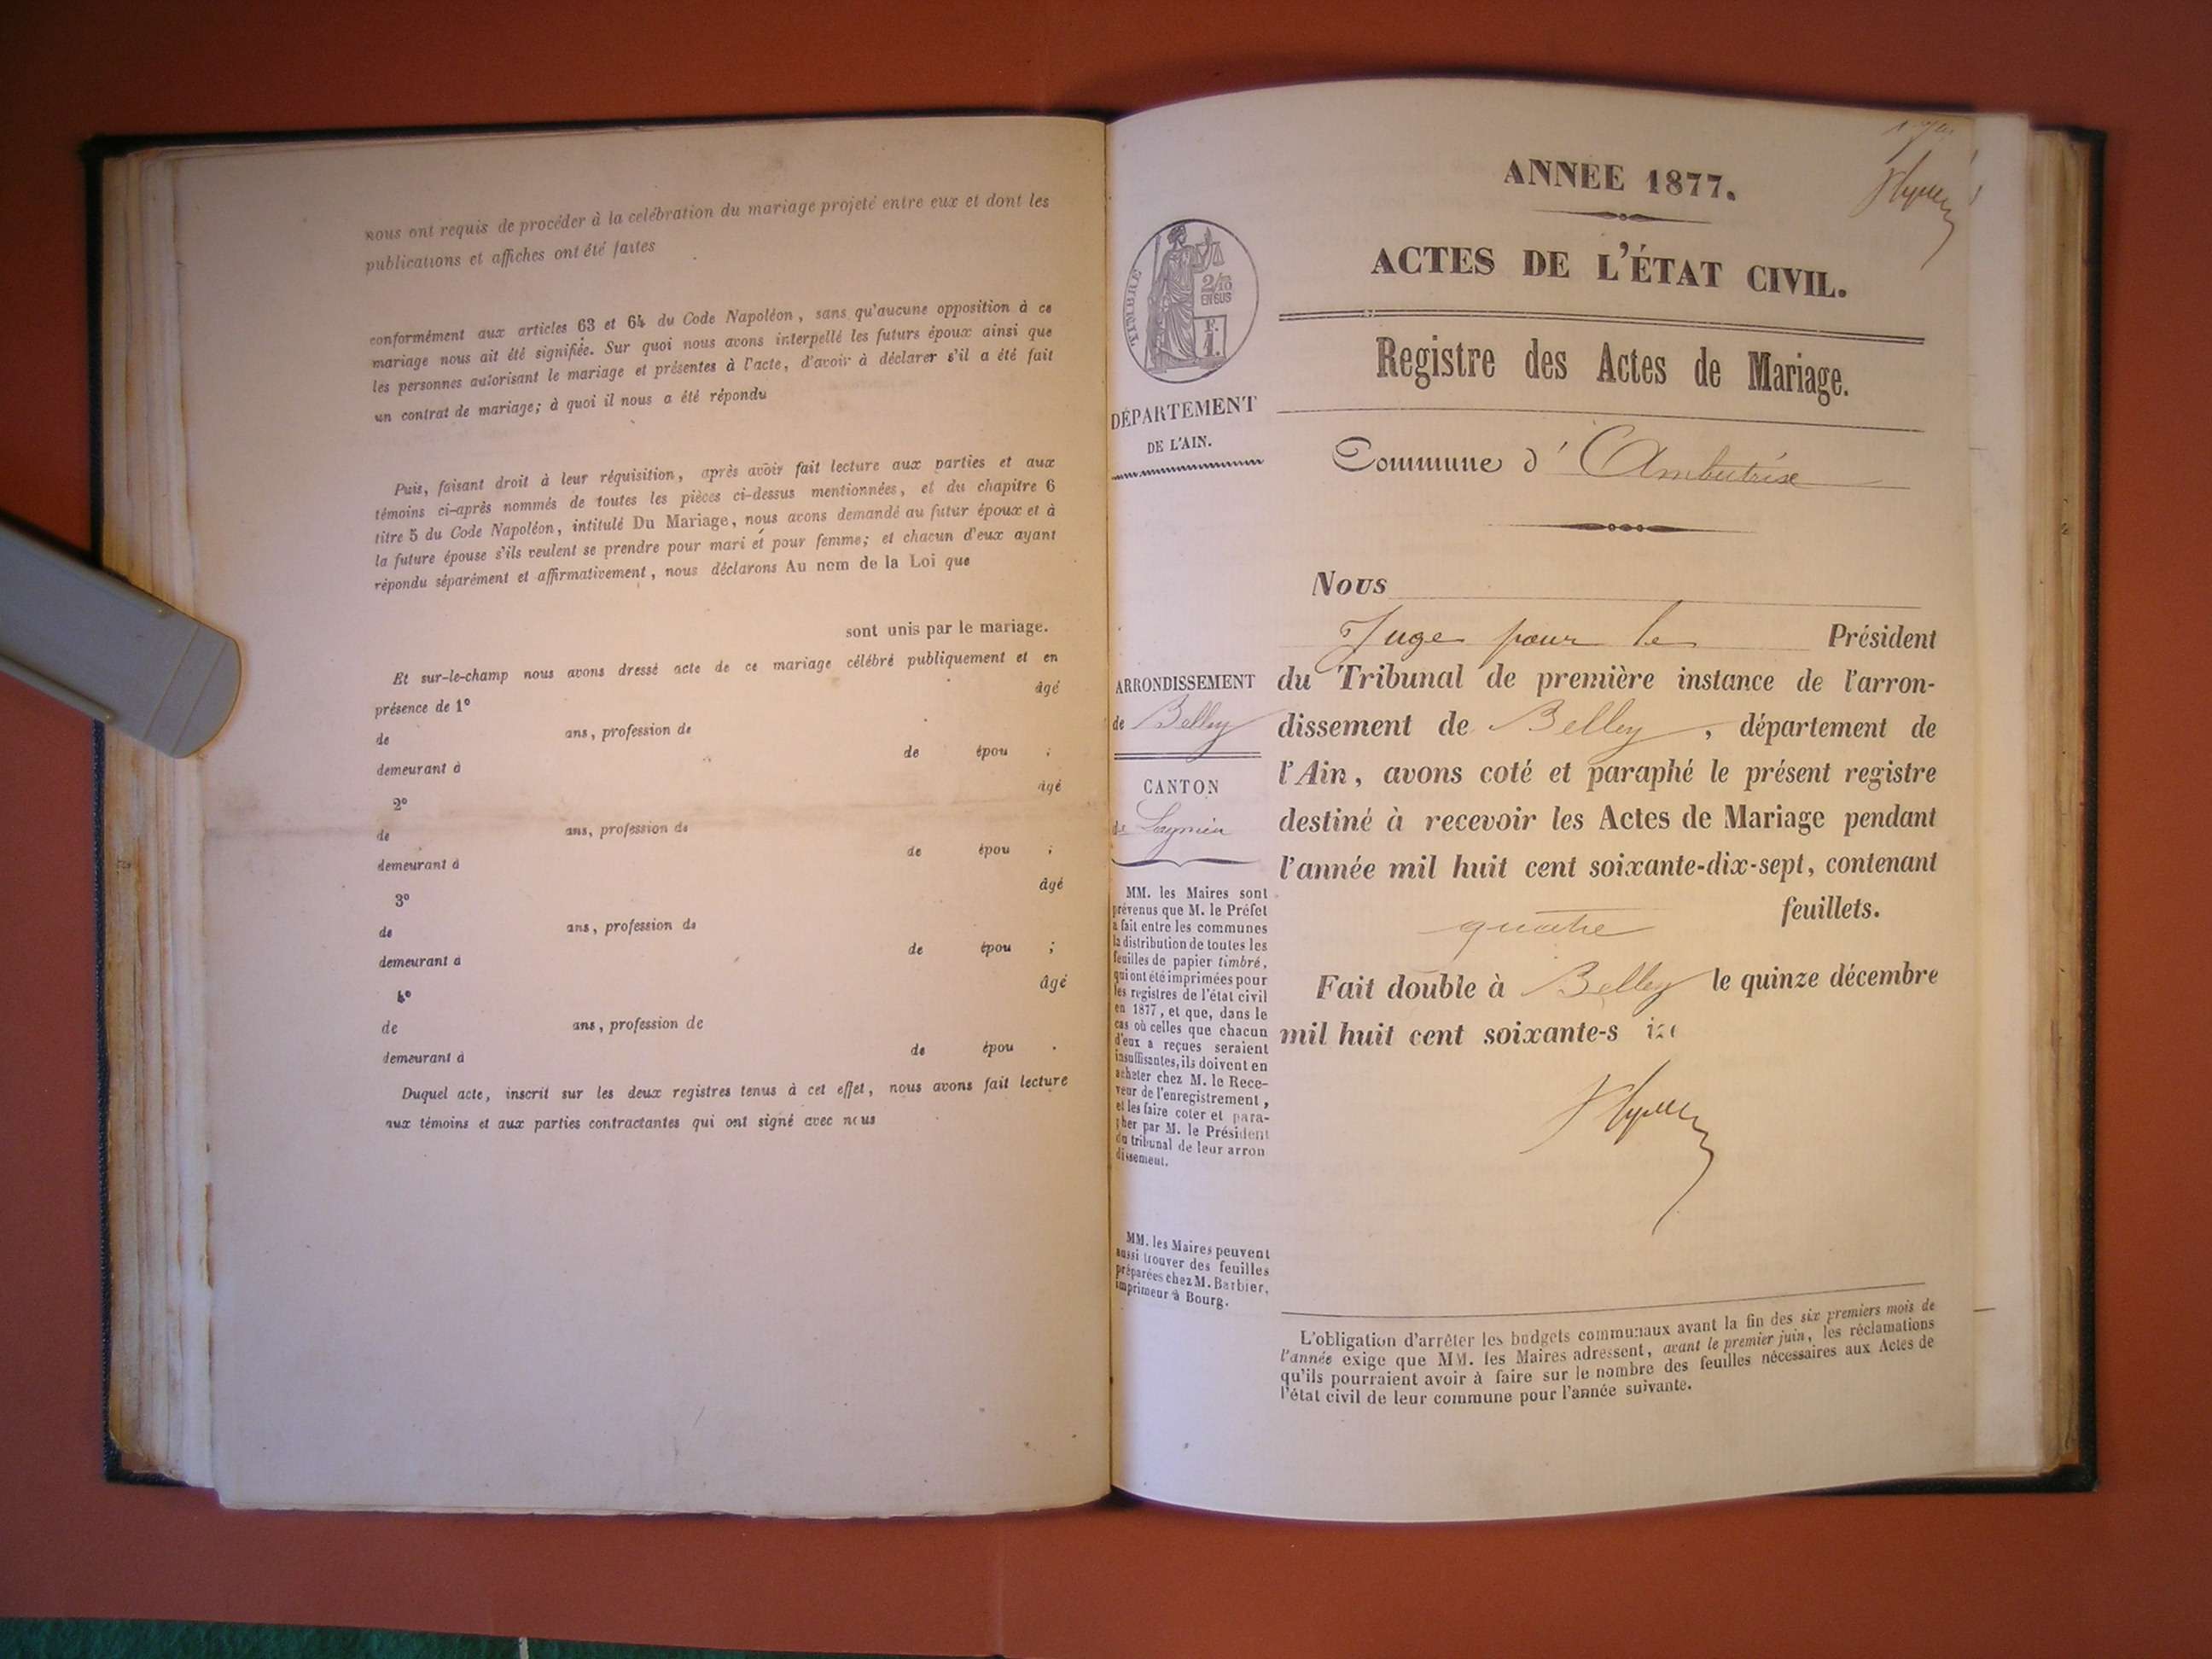 nous ont requis de procéder à la celébration du mariage projeté entre eux et dont les
publications et affiches ont été faites
conformément aux articles 63 et 64 du Code Napoléon, sans qu'aucune opposition à ce
mariage nous ait été signifiée. Sur quoi nous avons interpellé les futurs époux ainsi que
les personnes autorisant le mariage et présentes à l'acte, d'avoir à déclarer s'il a été fait
un contrat de mariage; à quoi il nous a été répondu
Puis, faisant droit à leur réquisition, après avoir fait lecture aux parties et aux
témoins ci-après nommés de toutes les pièces ci-dessus mentionnées, et du chapitre 6
titre 5 du Code Napoléon, intitulé Du Mariage, nous avons demandé au futur époux et à
la future épouse s'ils veulent se prendre pour mari et pour femme; et chacun d'eux ayant
répondu séparément et affirmativement, nous déclarons Au nom de la Loi que
sont unis par le mariage.
Et sur-le-champ nous avons dressé acte de ce mariage célébré publiquement et en
présence de 1° âgé
de ans, profession de
demeurant à de épou ;
2° âgé
de ans, profession de
demeurant à de épou ;
3° âgé
de ans, profession de
demeurant à de épou ;
4° âgé
de ans, profession de
demeurant à de épou .
Duquel acte, inscrit sur les deux registres tenus à cet effet, nous avons fait lecture
aux témoins et aux parties contractantes qui ont signé avec nous
ANNÉE 1877.
ACTES DE L'ÉTAT CIVIL.
Registre des Actes de Mariage.
Commune d'Ambutrix
TIMBRE
2/10
EN SUS
F.
1.
DÉPARTEMENT
DE L'AIN.
ARRONDISSEMENT
de Belley
CANTON
de Lagnieu
MM. les Maires sont
prévenus que M. le Préfet
a fait entre les communes
la distribution de toutes les
feuilles de papier timbré,
qui ont été imprimées pour
les registres de l'état civil
en 1877, et que, dans le
cas où celles que chacun
d'eux a reçues seraient
insuffisantes, ils doivent en
acheter chez M. le Rece-
veur de l'enregistrement,
et les faire coter et para-
pher par M. le Président
du tribunal de leur arron
dissement.
MM. les Maires peuvent
aussi trouver des feuilles
préparées chez M. Barbier,
imprimeur à Bourg.
Nous
Juge pour le Président
du Tribunal de première instance de l'arron-
dissement de Belley, département de
l'Ain, avons coté et paraphé le présent registre
destiné à recevoir les Actes de Mariage pendant
l'année mil huit cent soixante-dix-sept, contenant
quatre feuillets.
Fait double à Belley le quinze décembre
mil huit cent soixante-s
L'obligation d'arrêter les budgets communaux avant la fin des six premiers mois de
l'année exige que MM. les Maires adressent, avant le premier juin, les réclamations
qu'ils pourraient avoir à faire sur le nombre des feuilles nécessaires aux Actes de
l'état civil de leur commune pour l'année suivante.